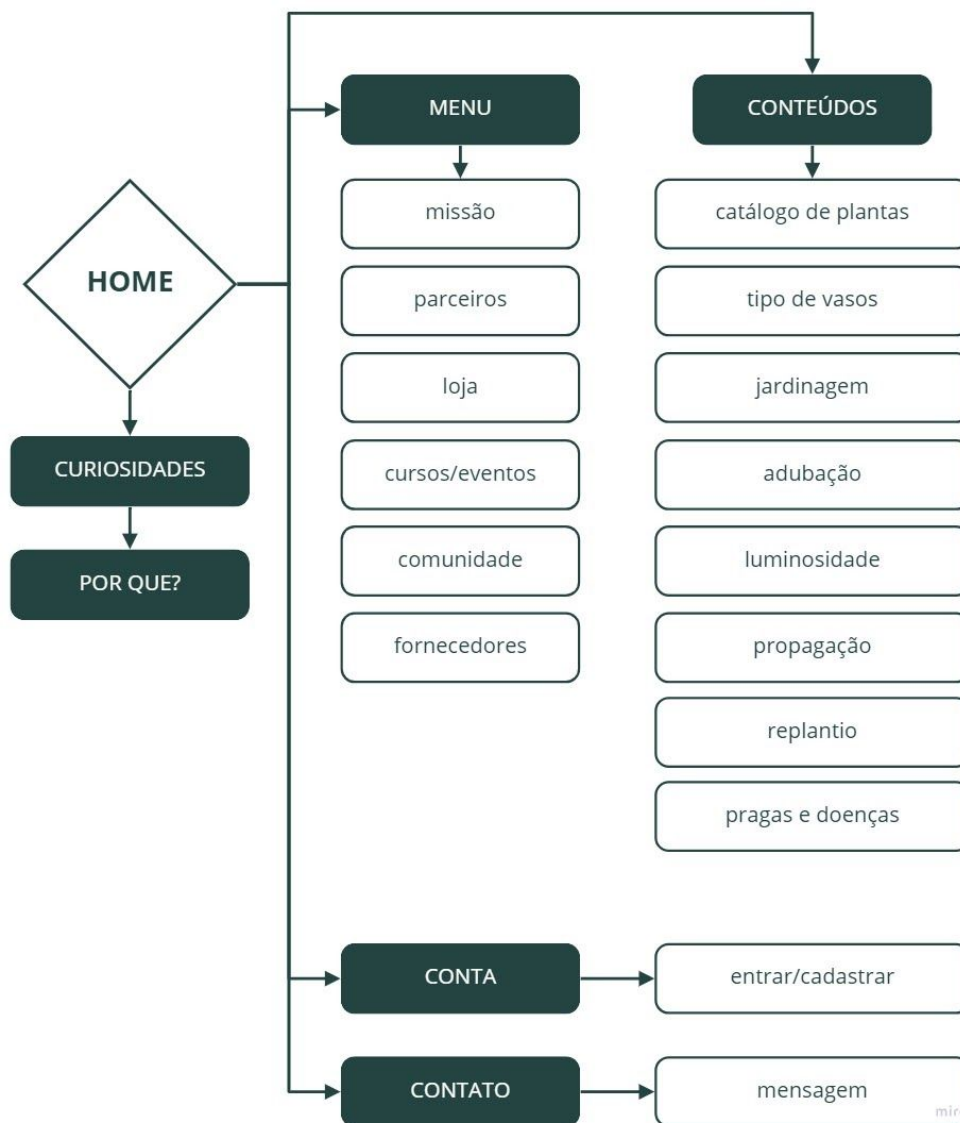 MENU
CONTEÚDOS
HOME
missão
catálogo de plantas
parceiros
tipo de vasos
loja
jardinagem
CURIOSIDADES
cursos/eventos
adubação
POR QUE?
comunidade
luminosidade
fornecedores
propagação
replantio
pragas e doenças
CONTA
entrar/cadastrar
CONTATO
mensagem